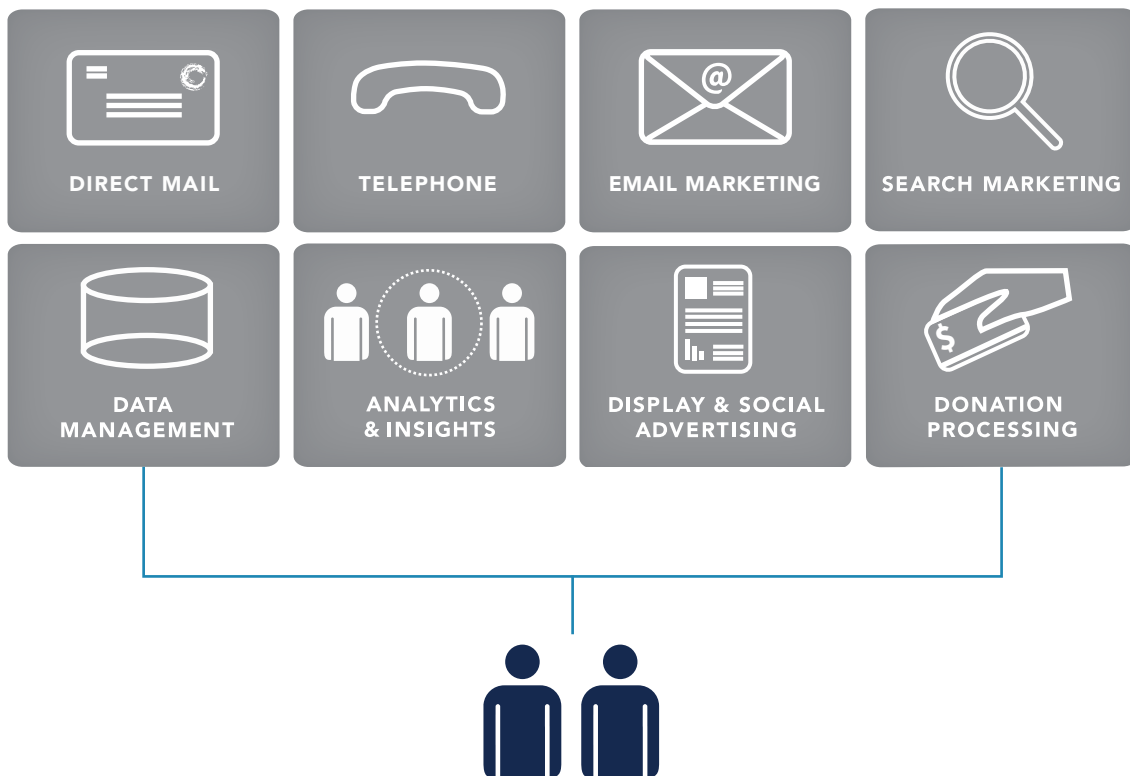 DIRECT MAIL
TELEPHONE
@
EMAIL MARKETING
SEARCH MARKETING
DATA
MANAGEMENT
ANALYTICS
& INSIGHTS
DISPLAY & SOCIAL
ADVERTISING
$
DONATION
PROCESSING